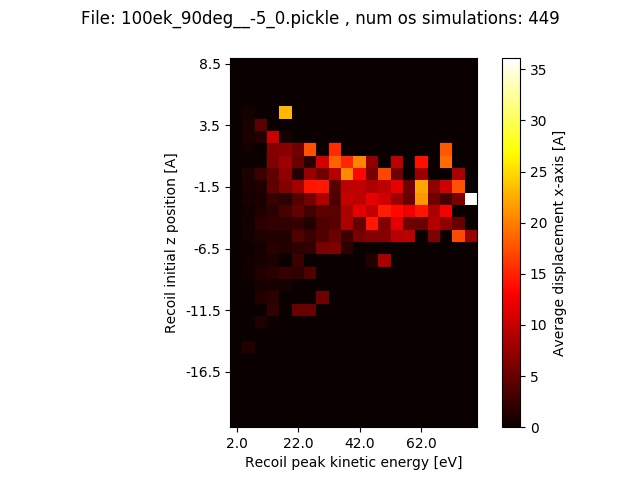 File: 100ek_90deg__-5_0.pickle , num os simulations: 449
8.5
3.5
-1.5
-6.5
-11.5
-16.5
Recoil initial z position [A]
2.0 22.0 42.0 62.0
Recoil peak kinetic energy [eV]
35
30
25
20
15
10
5
0
Average displacement x-axis [A]